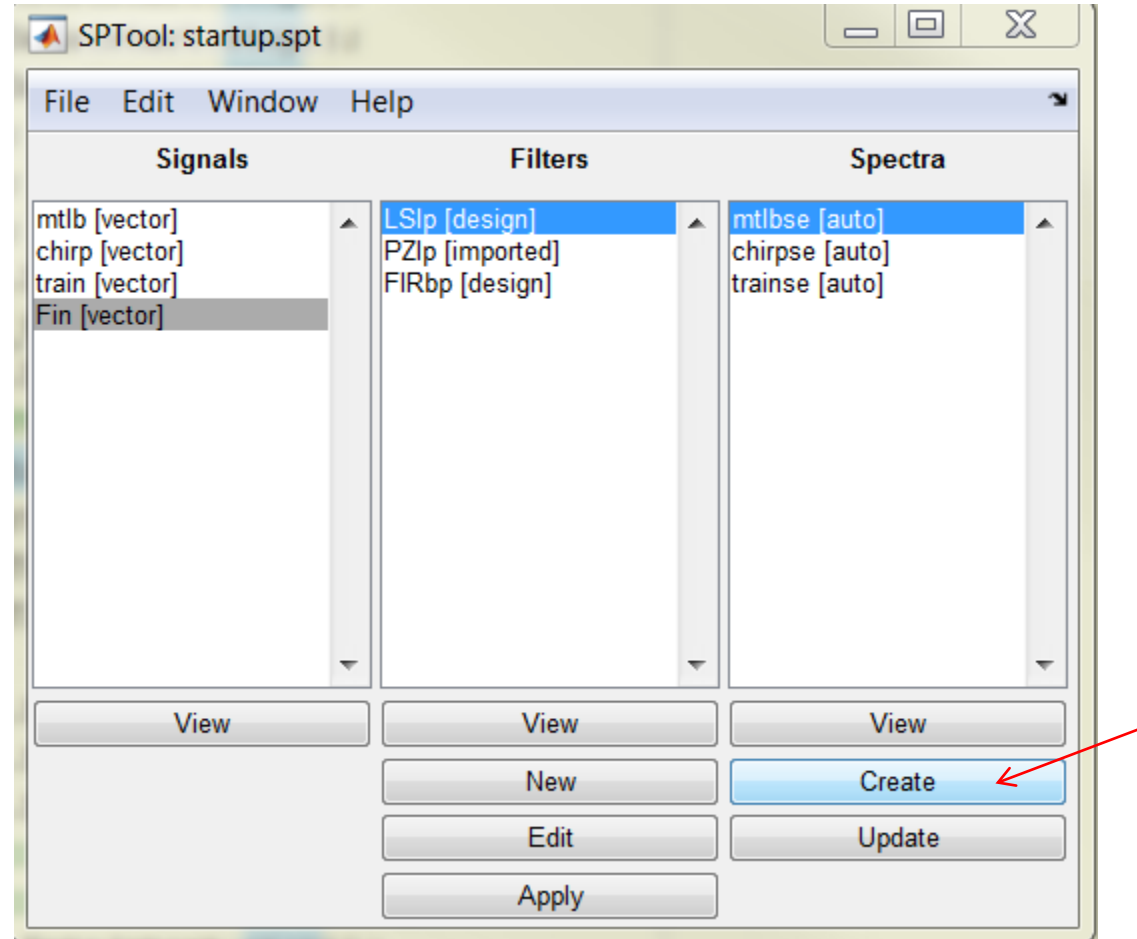 SPTool: startup.spt
File Edit Window Help
Signals
Filters
Spectra
mtlb [vector]
chirp [vector]
train [vector]
Fin [vector]
LSlp [design]
PZlp [imported]
FIRbp [design]
mtlbse [auto]
chirpse [auto]
trainse [auto]
View
View
New
Edit
Apply
View
Create
Update